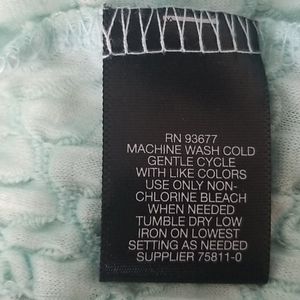 RN 93677
MACHINE WASH COLD
GENTLE CYCLE
WITH LIKE COLORS
USE ONLY NON-
CHLORINE BLEACH
WHEN NEEDED
TUMBLE DRY LOW
IRON ON LOWEST
SETTING AS NEEDED
SUPPLIER 75811-0